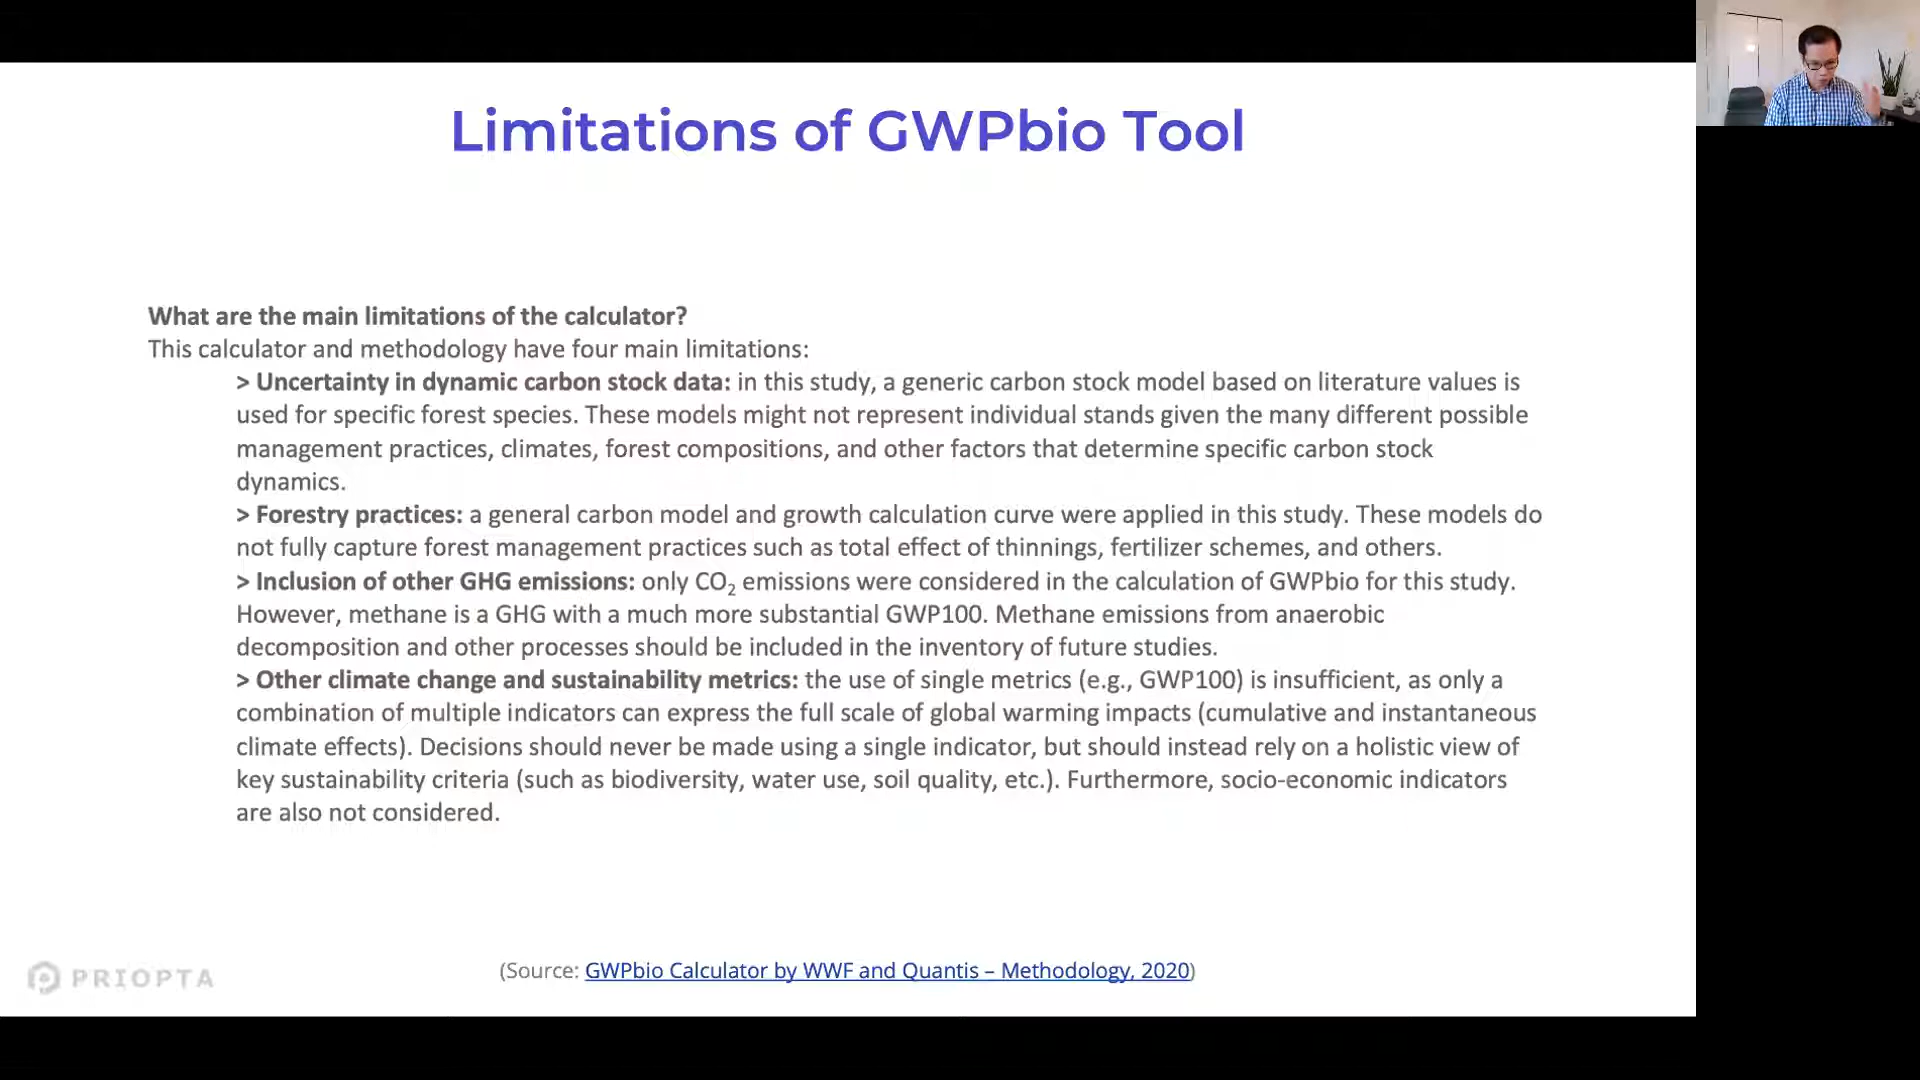 Limitations of GWPbio Tool
What are the main limitations of the calculator?
This calculator and methodology have four main limitations:
> Uncertainty in dynamic carbon stock data: in this study, a generic carbon stock model based on literature values is
used for specific forest species. These models might not represent individual stands given the many different possible
management practices, climates, forest compositions, and other factors that determine specific carbon stock
dynamics.
> Forestry practices: a general carbon model and growth calculation curve were applied in this study. These models do
not fully capture forest management practices such as total effect of thinnings, fertilizer schemes, and others.
> Inclusion of other GHG emissions: only CO₂ emissions were considered in the calculation of GWPbio for this study.
However, methane is a GHG with a much more substantial GWP100. Methane emissions from anaerobic
decomposition and other processes should be included in the inventory of future studies.
> Other climate change and sustainability metrics: the use of single metrics (e.g., GWP100) is insufficient, as only a
combination of multiple indicators can express the full scale of global warming impacts (cumulative and instantaneous
climate effects). Decisions should never be made using a single indicator, but should instead rely on a holistic view of
key sustainability criteria (such as biodiversity, water use, soil quality, etc.). Furthermore, socio-economic indicators
are also not considered.
PRIOPTA
(Source: GWPbio Calculator by WWF and Quantis – Methodology, 2020)